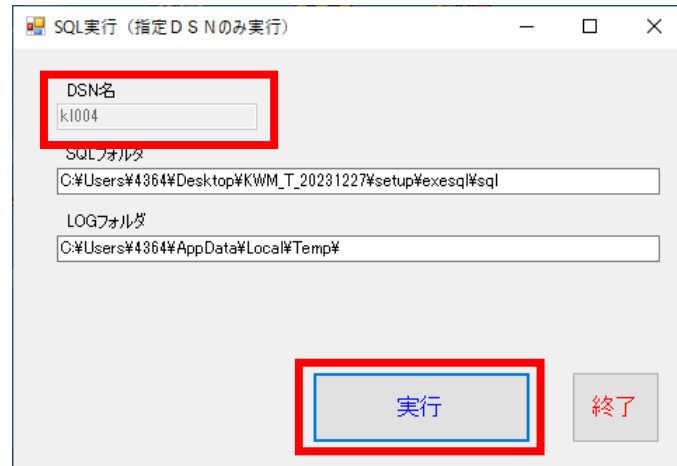 SQL実行（指定ＤＳＮのみ実行）
DSN名
kl004
SQLフォルダ
C:¥Users¥4364¥Desktop¥KWM_T_20231227¥setup¥exesql¥sql
LOGフォルダ
C:¥Users¥4364¥AppData¥Local¥Temp¥
実行
終了